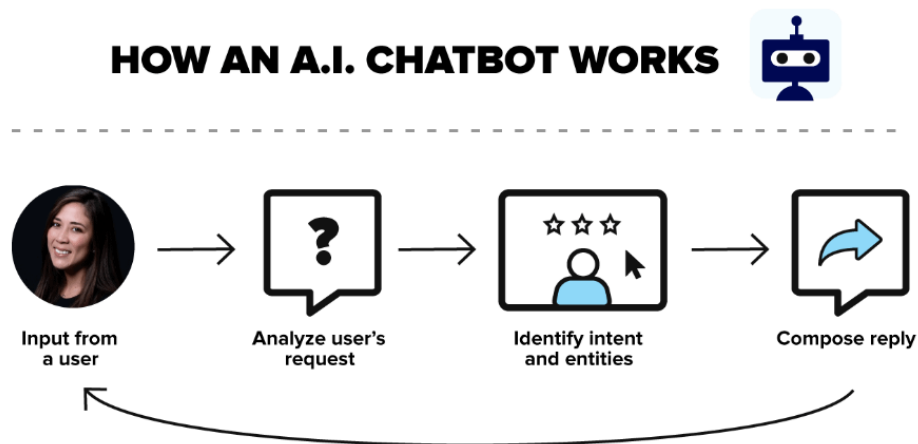 HOW AN A.I. CHATBOT WORKS
Input from
a user
Analyze user's
request
Identify intent
and entities
Compose reply